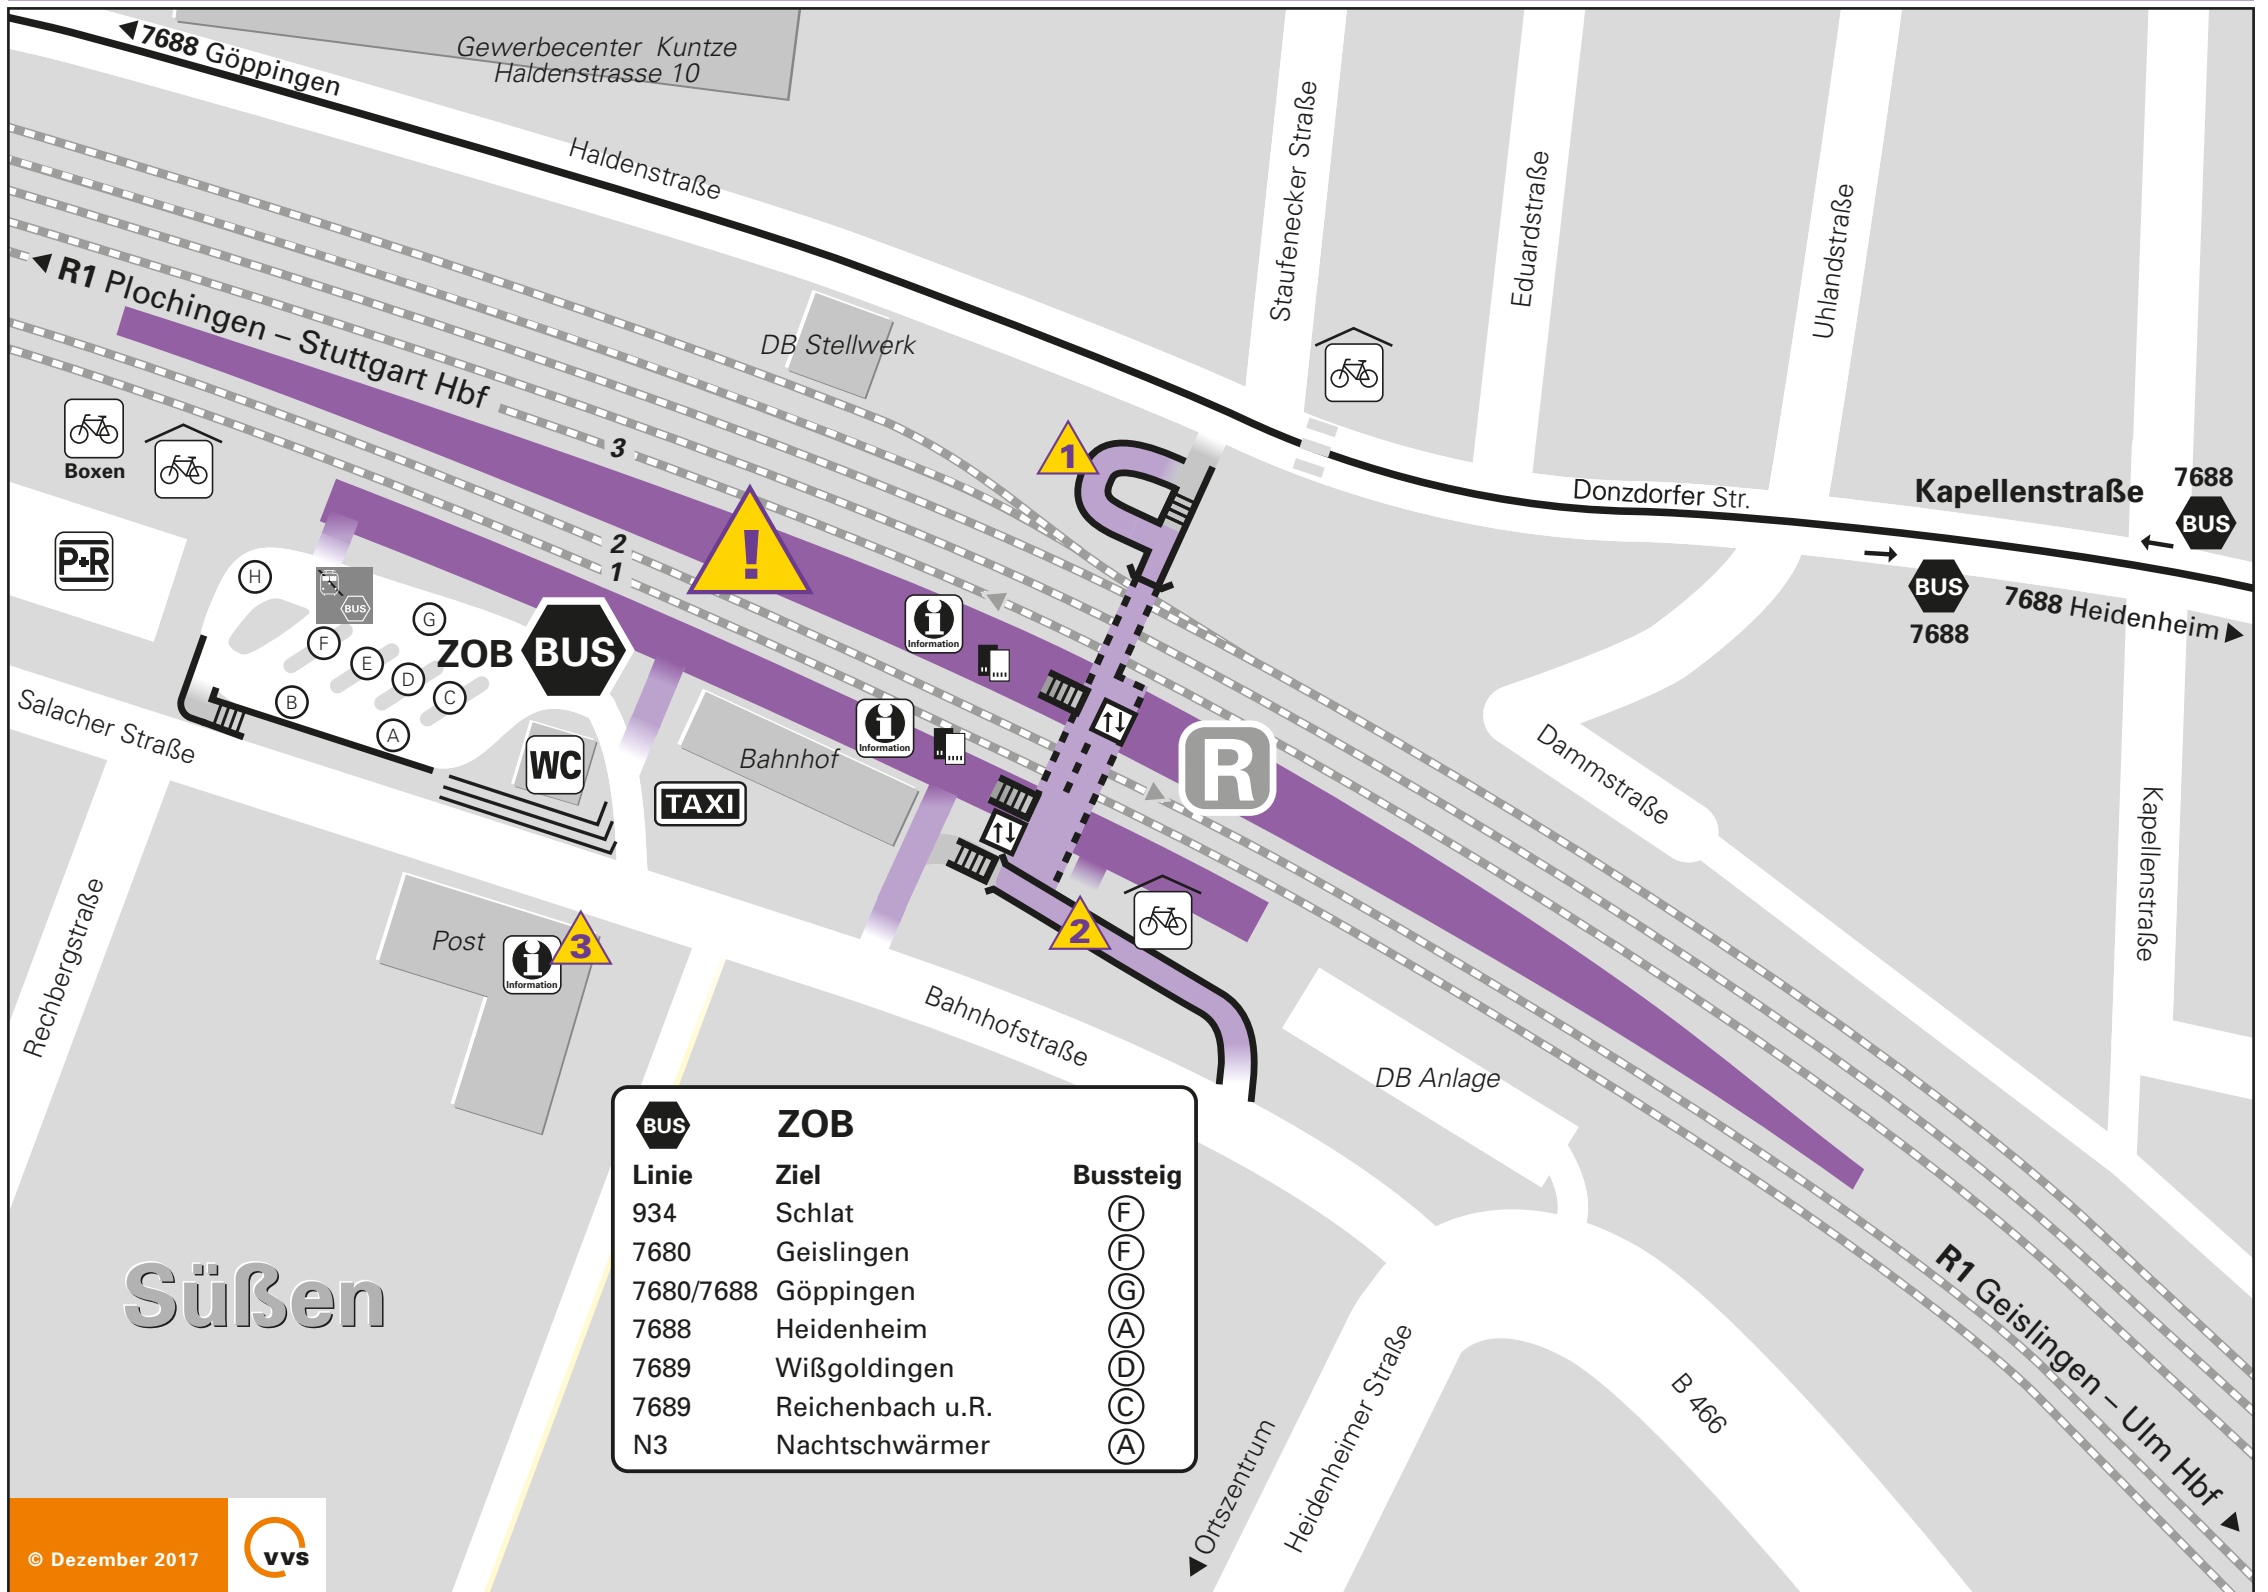 7688 Göppingen
Gewerbecenter Kuntze
Haldenstrasse 10
Haldenstraße
Staufenecker Straße
Eduardstraße
Uhlandstraße
R1 Plochingen – Stuttgart Hbf
DB Stellwerk
3
2
1
1
!
Boxen
P+R
Donzdorfer Str.
Kapellenstraße
7688
BUS
BUS
7688
7688 Heidenheim
H
BUS
F
G
E
D
C
B
A
ZOB
BUS
Information
Information
Salacher Straße
WC
TAXI
Bahnhof
R
Dammstraße
Kapellenstraße
Rechbergstraße
Post
Information
3
2
Bahnhofstraße
DB Anlage
BUS ZOB
Linie Ziel Bussteig
934 Schlat F
7680 Geislingen F
7680/7688 Göppingen G
7688 Heidenheim A
7689 Wißgoldingen D
7689 Reichenbach u.R. C
N3 Nachtschwärmer A
Süßen
R1 Geislingen – Ulm Hbf
B 466
Heidenheimer Straße
Ortszentrum
© Dezember 2017
vvs